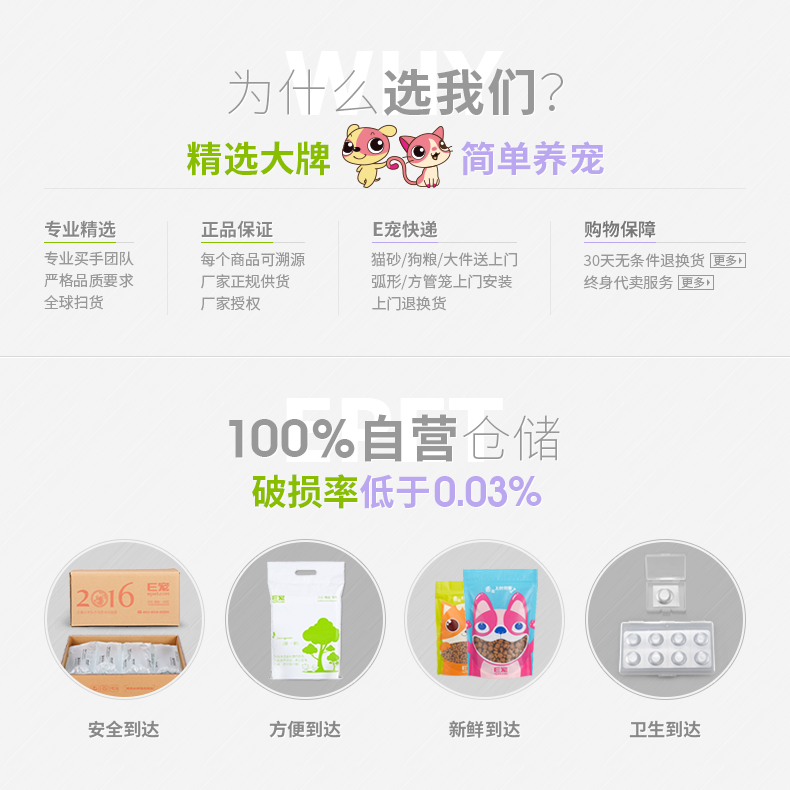 WHY
为什么选我们?
精选大牌 简单养宠
专业精选
专业买手团队
严格品质要求
全球扫货
正品保证
每个商品可溯源
厂家正规供货
厂家授权
E宠快递
猫砂/狗粮/大件送上门
弧形/方管笼上门安装
上门退换货
购物保障
30天无条件退换货 更多
终身代卖服务 更多
EPET
100%自营仓储
破损率低于0.03%
2016
E宠
E宠
E宠
安全到达
方便到达
新鲜到达
卫生到达